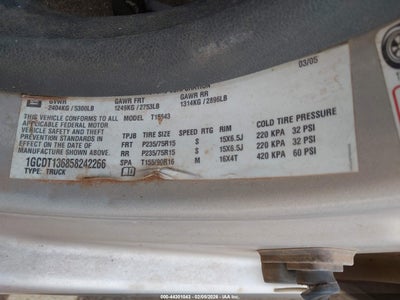 03/05
GVWR GAWR FRT GAWR RR
2404KG / 5300LB 1249KG / 2753LB 1314KG / 2896LB
THIS VEHICLE CONFORMS TO ALL MODEL T15543
APPLICABLE FEDERAL MOTOR
VEHICLE SAFETY AND THEFT
PREVENTION STANDARDS IN
EFFECT ON THE DATE OF
MANUFACTURE SHOWN ABOVE.
1GCDT136858242266
TYPE: TRUCK
TPJB TIRE SIZE SPEED RTG RIM COLD TIRE PRESSURE
FRT P235/75R15 S 15X6.5J 220 KPA 32 PSI
RR P235/75R15 S 15X6.5J 220 KPA 32 PSI
SPA T155/90R16 M 16X4T 420 KPA 60 PSI
000-44301043 - 02/09/2026 - IAA, Inc.